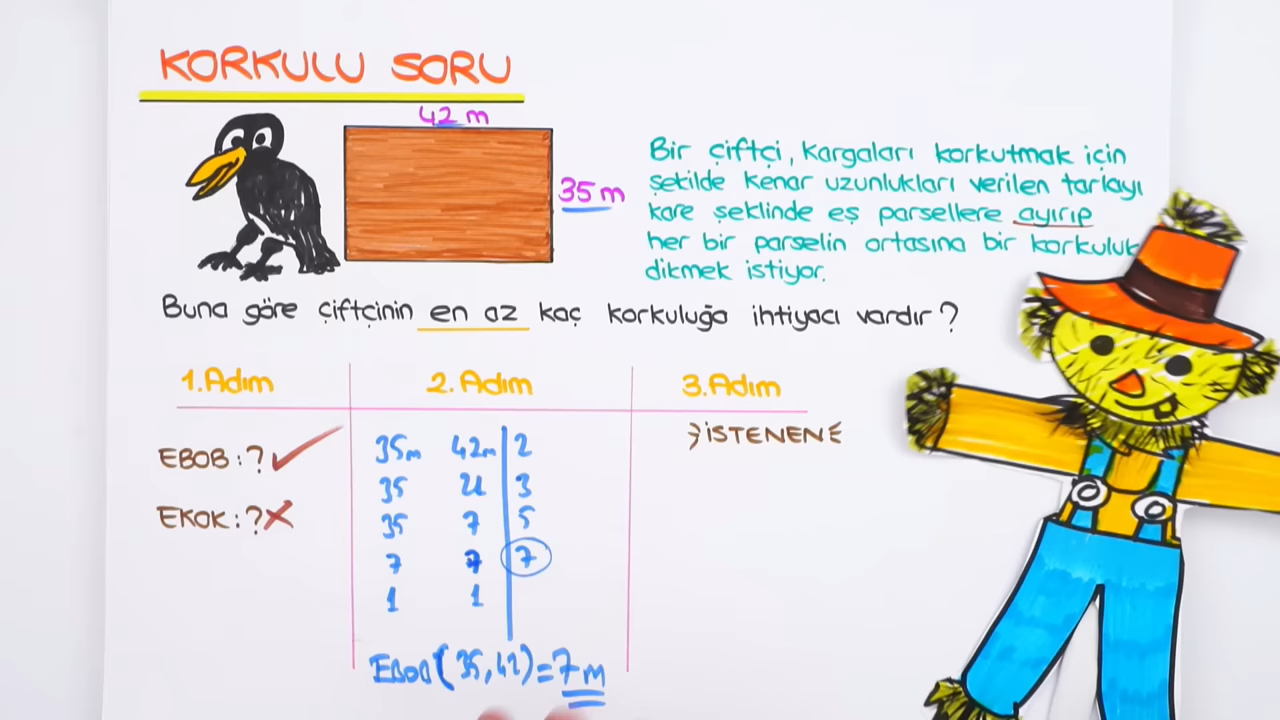 KORKULU SORU
42 m
35 m
Bir çiftçi, kargaları korkutmak için
şekilde kenar uzunlukları verilen tarlayı
kare şeklinde eş parsellere ayırıp
her bir parselin ortasına bir korkuluk
dikmek istiyor.
Buna göre çiftçinin en az kaç korkuluğa ihtiyacı vardır?
1.Adım 2.Adım 3.Adım
EBOB:?
EKOK:?
35m 42m 2
35 21 3
35 7 5
7 7 7
1 1
EBOB(35,42)=7m
İSTENEN